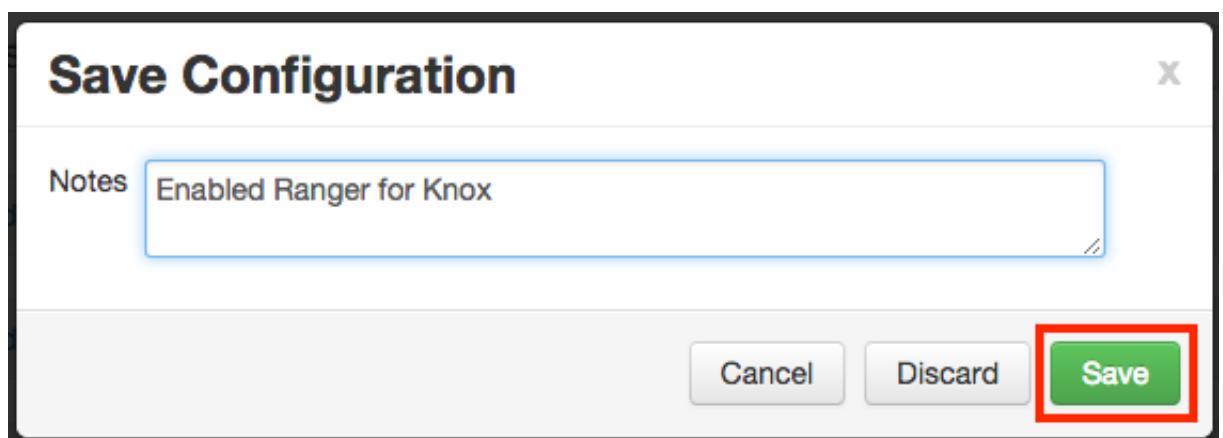 Save Configuration
x
Notes
Enabled Ranger for Knox
Cancel
Discard
Save